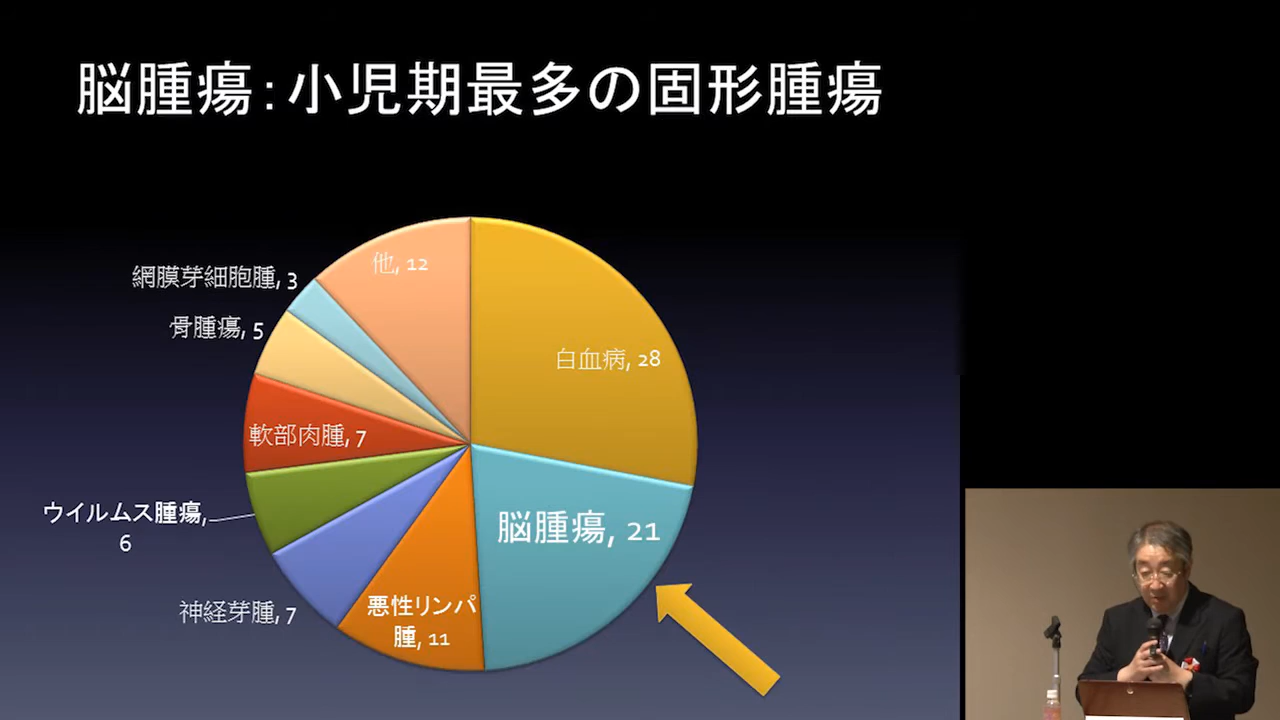 脳腫瘍：小児期最多の固形腫瘍
他, 12
網膜芽細胞腫, 3
骨腫瘍, 5
白血病, 28
軟部肉腫, 7
ウイルムス腫瘍,
6
脳腫瘍, 21
神経芽腫, 7
悪性リンパ
腫, 11